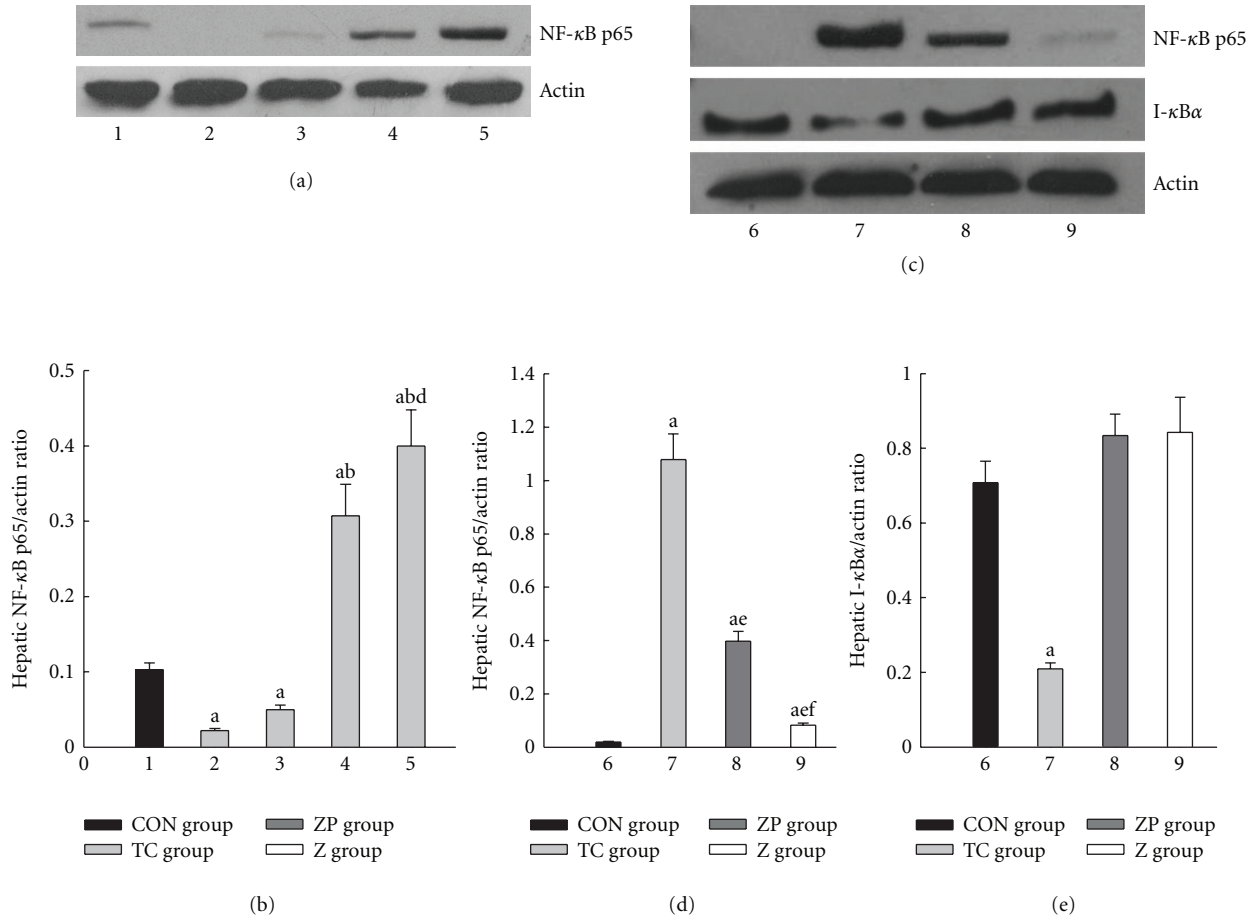 NF-κB p65
Actin
1 2 3 4 5
(a)
NF-κB p65
I-κBα
Actin
6 7 8 9
(c)
Hepatic NF-κB p65/actin ratio
0.5
0.4
0.3
0.2
0.1
0
a
a
ab
abd
0 1 2 3 4 5
CON group
ZP group
TC group
Z group
(b)
Hepatic NF-κB p65/actin ratio
1.4
1.2
1
0.8
0.6
0.4
0.2
0
a
ae
aef
6 7 8 9
CON group
ZP group
TC group
Z group
(d)
Hepatic I-κBα/actin ratio
1
0.8
0.6
0.4
0.2
0
a
6 7 8 9
CON group
ZP group
TC group
Z group
(e)